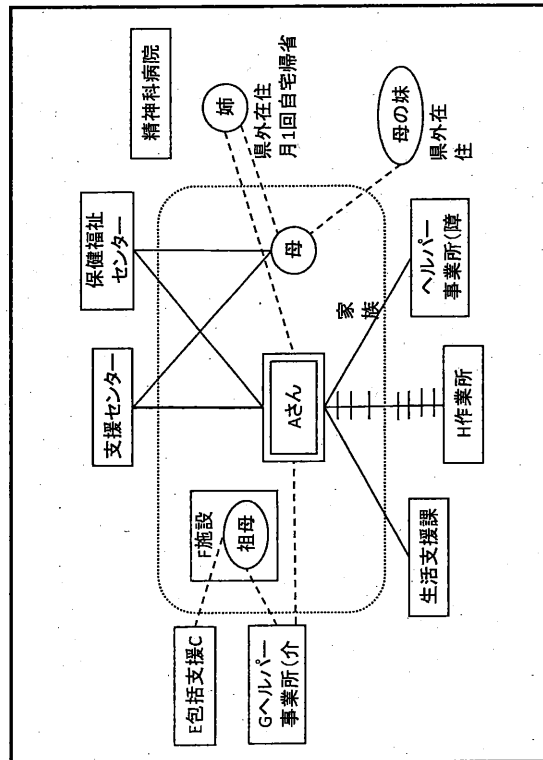 支援センター
保健福祉
センター
精神科病院
姉
県外在住
月1回自宅帰省
母の妹
県外在
住
母
家
族
Aさん
F施設
祖母
E包括支援C
Gヘルパー
事業所(介
生活支援課
H作業所
ヘルパー
事業所(障